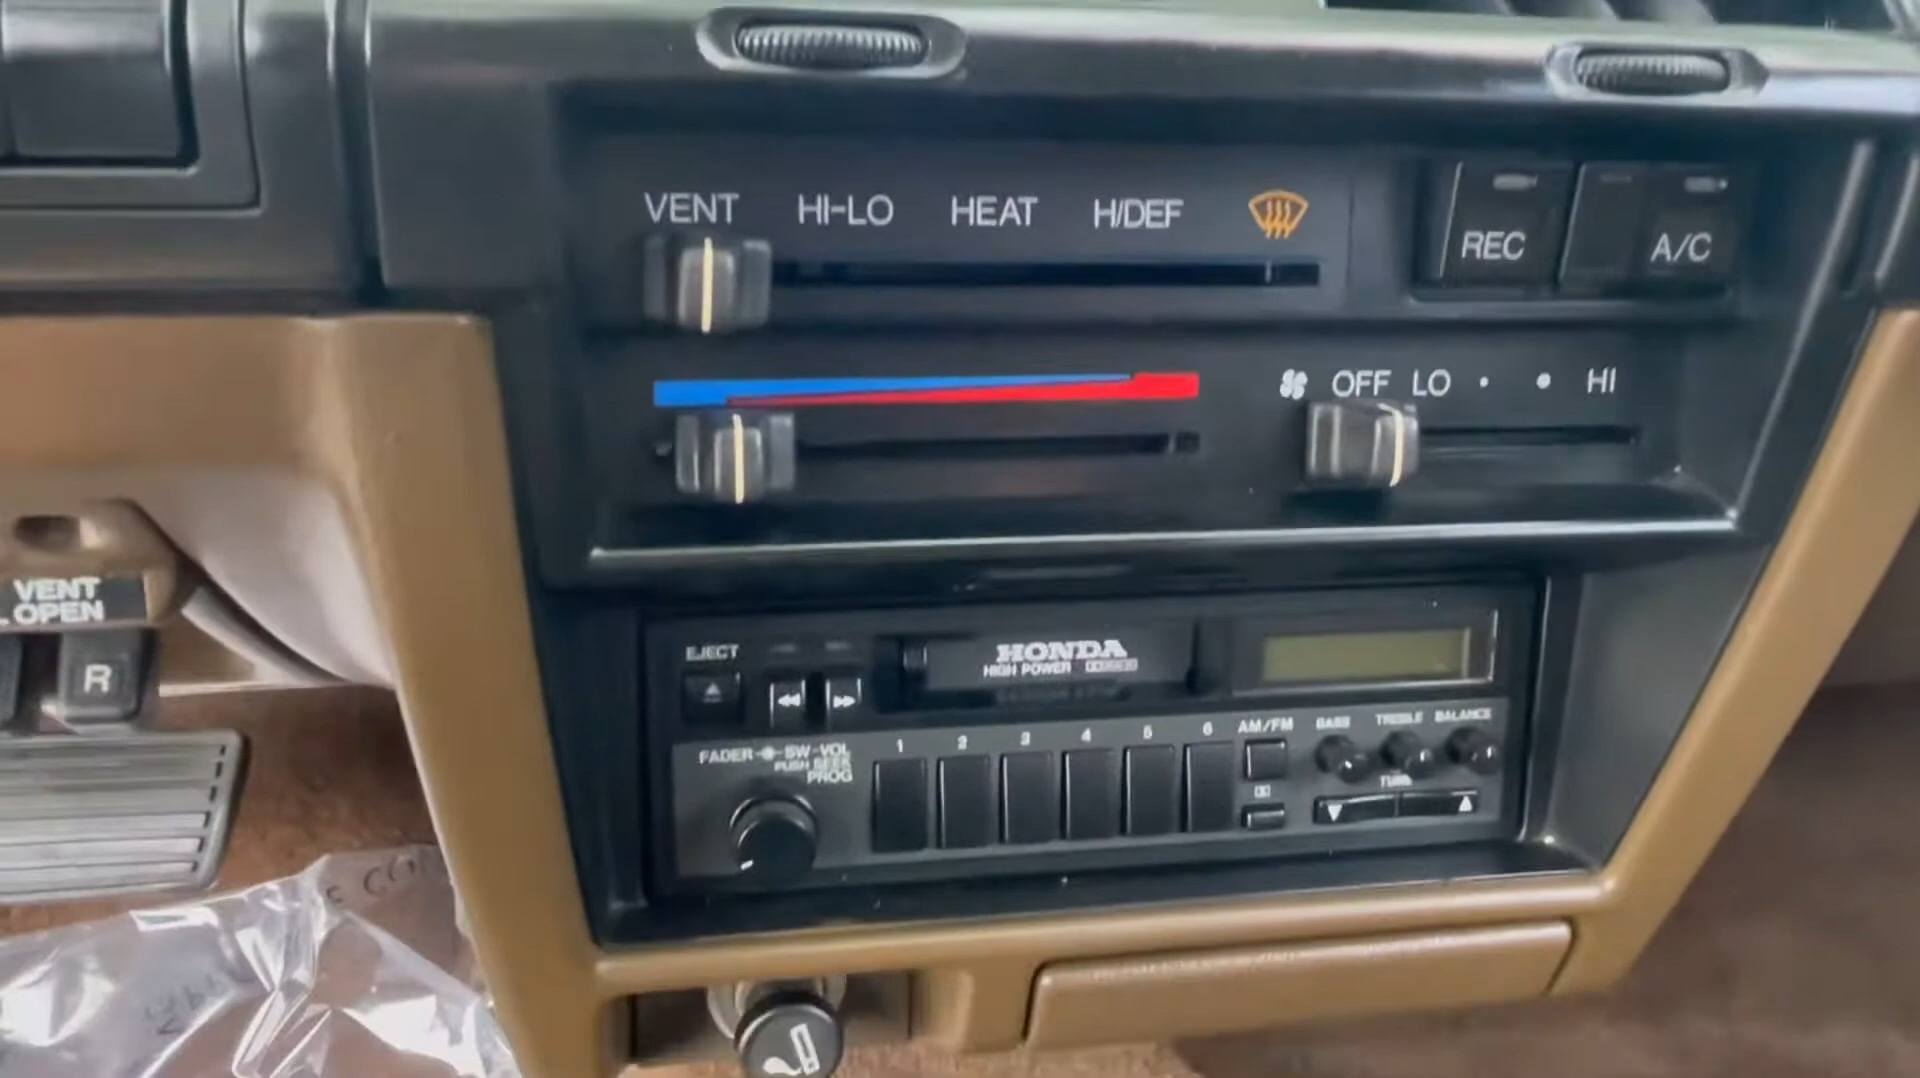 VENT HI-LO HEAT H/DEF
REC A/C
OFF LO • • HI
VENT
OPEN
R
EJECT
HONDA
HIGH POWER
FADER SW-VOL
PUSH SEEK
PROG
1 2 3 4 5 6
AM/FM
BASS TREBLE BALANCE
TUNE